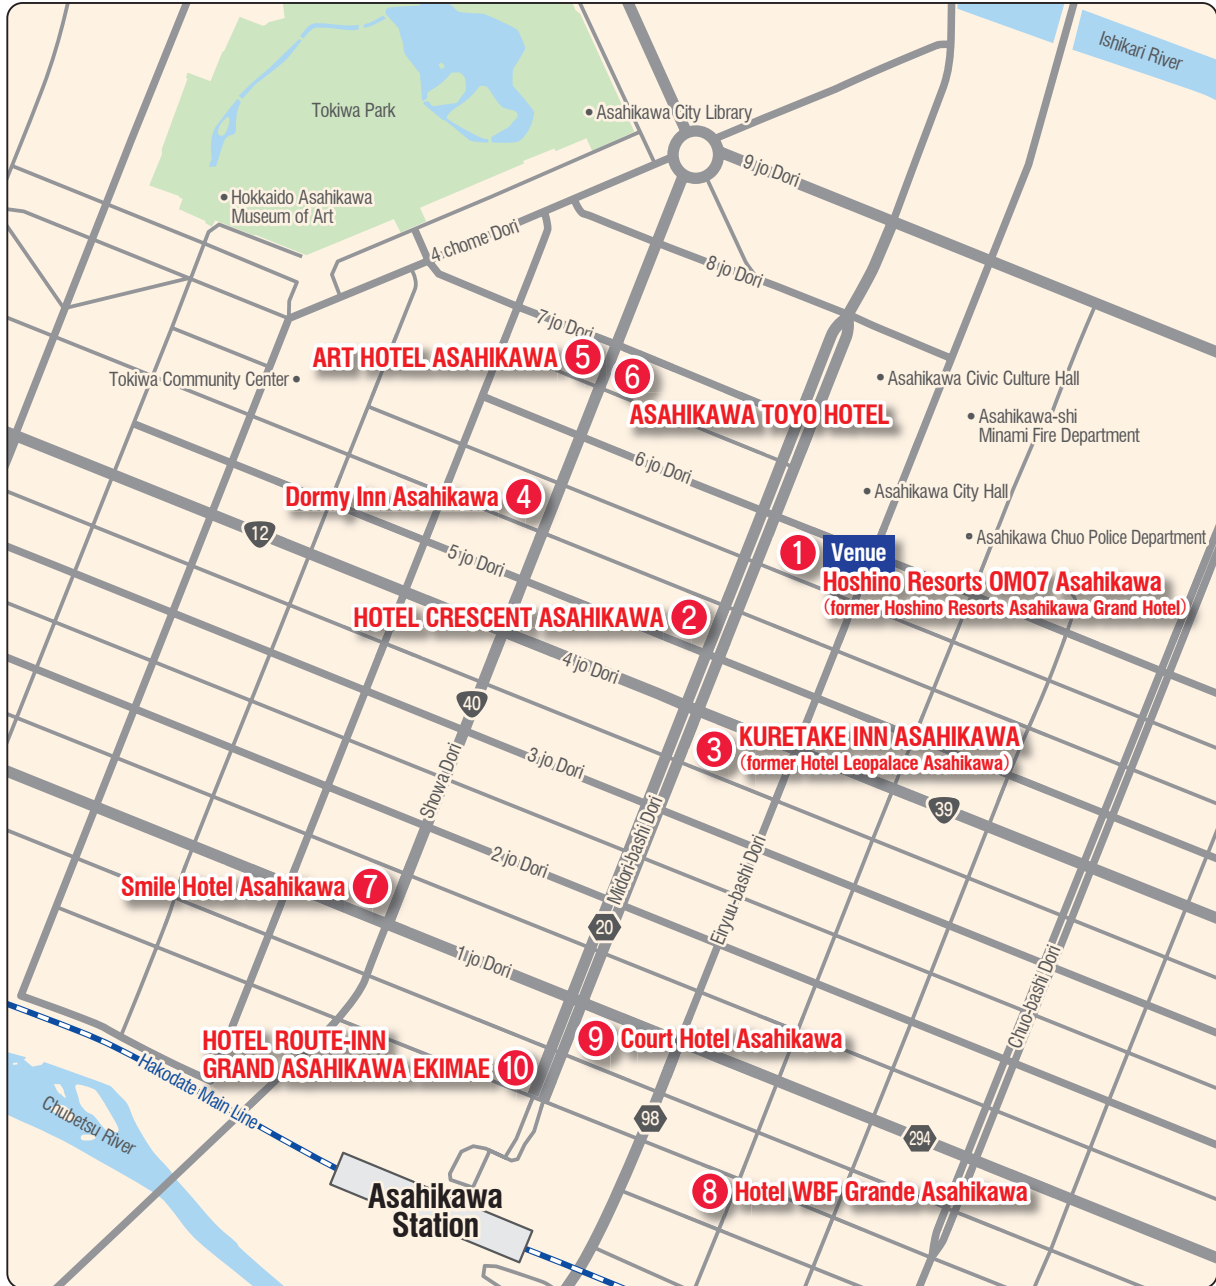 Ishikari River
Tokiwa Park
Asahikawa City Library
9 jo Dori
Hokkaido Asahikawa
Museum of Art
4 chome Dori
8 jo Dori
7 jo Dori
ART HOTEL ASAHIKAWA 5
6
ASAHIKAWA TOYO HOTEL
Tokiwa Community Center
Asahikawa Civic Culture Hall
Asahikawa-shi
Minami Fire Department
6 jo Dori
Dormy Inn Asahikawa 4
Asahikawa City Hall
12
Asahikawa Chuo Police Department
5 jo Dori
1 Venue
Hoshino Resorts OMO7 Asahikawa
(former Hoshino Resorts Asahikawa Grand Hotel)
HOTEL CRESCENT ASAHIKAWA 2
4 jo Dori
40
3 KURETAKE INN ASAHIKAWA
(former Hotel Leopalace Asahikawa)
3 jo Dori
Showa Dori
39
Midori-bashi Dori
2 jo Dori
Eiryuu-bashi Dori
Smile Hotel Asahikawa 7
20
1 jo Dori
Chuo-bashi Dori
HOTEL ROUTE-INN
GRAND ASAHIKAWA EKIMAE 10
9 Court Hotel Asahikawa
Hakodate Main Line
Chubetsu River
98
294
Asahikawa
Station
8 Hotel WBF Grande Asahikawa